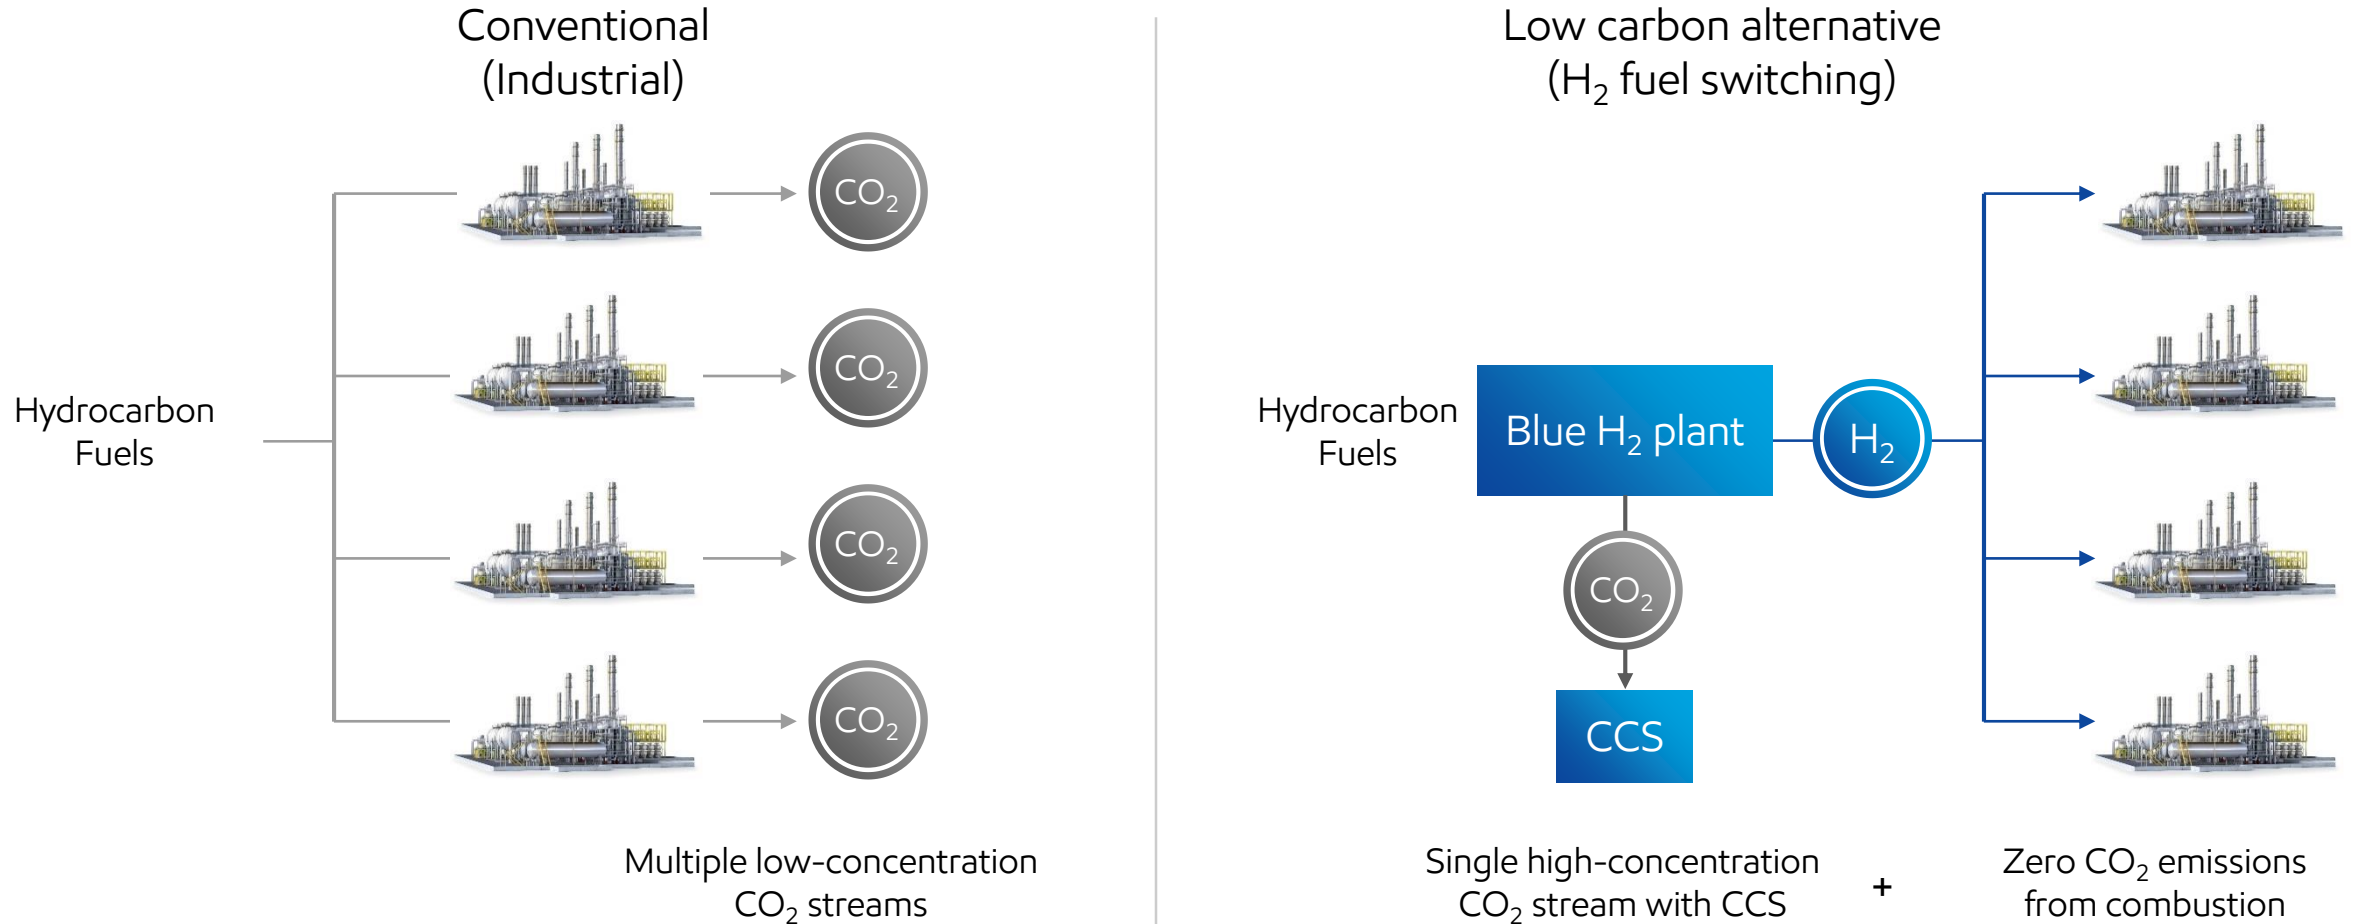 Conventional
(Industrial)
Hydrocarbon
Fuels
CO₂
CO₂
CO₂
CO₂
Multiple low-concentration
CO₂ streams
Low carbon alternative
(H₂ fuel switching)
Hydrocarbon
Fuels
Blue H₂ plant
H₂
CO₂
CCS
Single high-concentration
CO₂ stream with CCS
+
Zero CO₂ emissions
from combustion